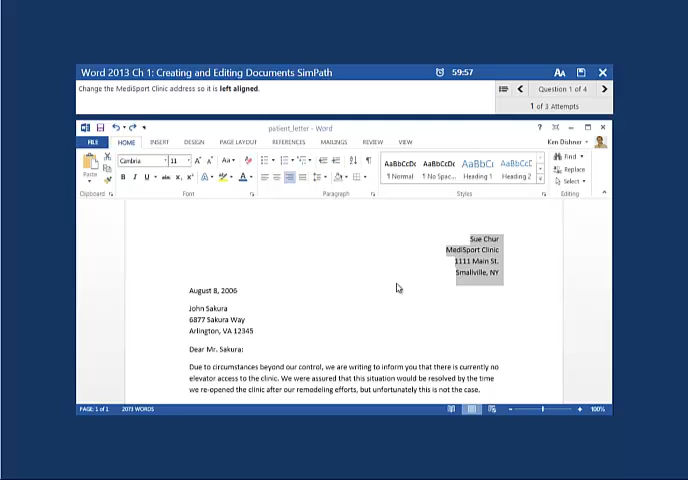 Word 2013 Ch 1: Creating and Editing Documents SimPath
59:57
Change the MediSport Clinic address so it is left aligned.
Question 1 of 4
1 of 3 Attempts
patient_letter - Word
FILE HOME INSERT DESIGN PAGE LAYOUT REFERENCES MAILINGS REVIEW VIEW Ken Dishner
Cambria 11
Paste
Find
Replace
Select
AaBbCcDc AaBbCcDc AaBbC AaBbCc
¶ Normal ¶ No Spac... Heading 1 Heading 2
Clipboard Font Paragraph Styles Editing
Sue Chur
MediSport Clinic
1111 Main St.
Smallville, NY
August 8, 2006
John Sakura
6877 Sakura Way
Arlington, VA 12345
Dear Mr. Sakura:
Due to circumstances beyond our control, we are writing to inform you that there is currently no
elevator access to the clinic. We were assured that this situation would be resolved by the time
we re-opened the clinic after our remodeling efforts, but unfortunately this is not the case.
PAGE: 1 of 1 2073 WORDS 100%